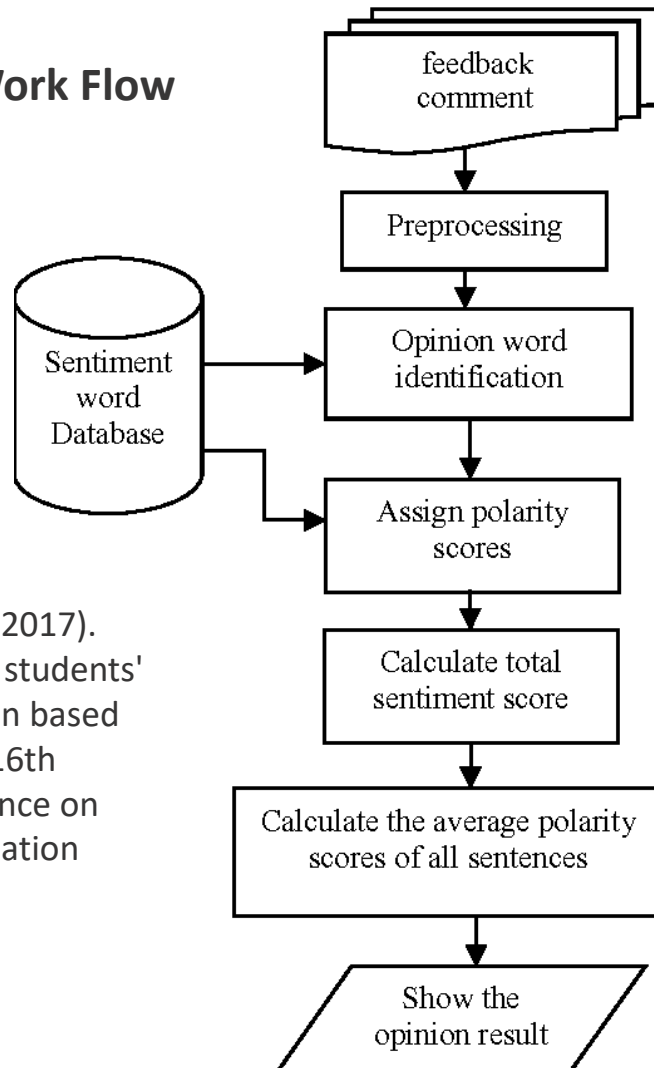 Work Flow
feedback
comment
Preprocessing
Opinion word
identification
Sentiment
word
Database
Assign polarity
scores
2017).
students'
n based
16th
nce on
ation
Calculate total
sentiment score
Calculate the average polarity
scores of all sentences
Show the
opinion result